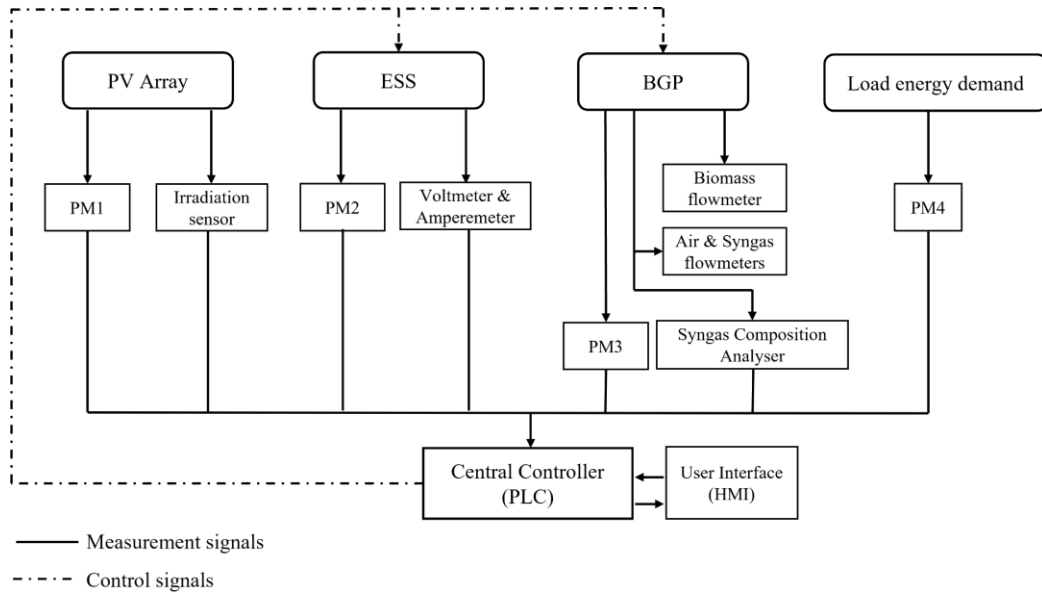 PV Array
ESS
BGP
Load energy demand
PM1
Irradiation
sensor
PM2
Voltmeter &
Amperemeter
Biomass
flowmeter
PM4
Air & Syngas
flowmeters
PM3
Syngas Composition
Analyser
Central Controller
(PLC)
User Interface
(HMI)
Measurement signals
Control signals